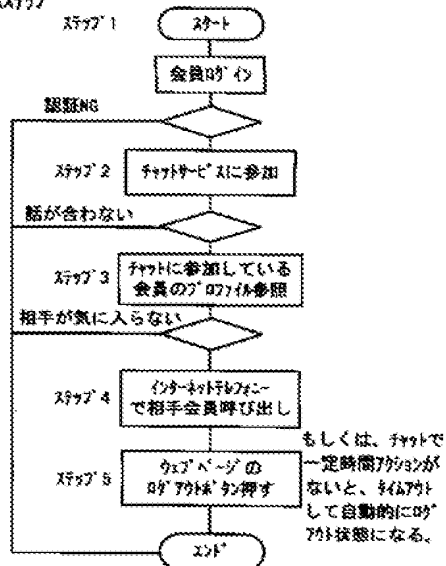 ステップ
ステップ1
スタート
会員ログイン
認証NG
ステップ2
チャットサービスに参加
話が合わない
ステップ3
チャットに参加している
会員のプロファイル参照
相手が気に入らない
ステップ4
インターネットテレフォニー
で相手会員呼び出し
ステップ5
ウェブページの
ログアウトボタン押す
もしくは、チャットで
一定時間アクションが
ないと、タイムアウト
して自動的にログ
アウト状態になる。
エンド